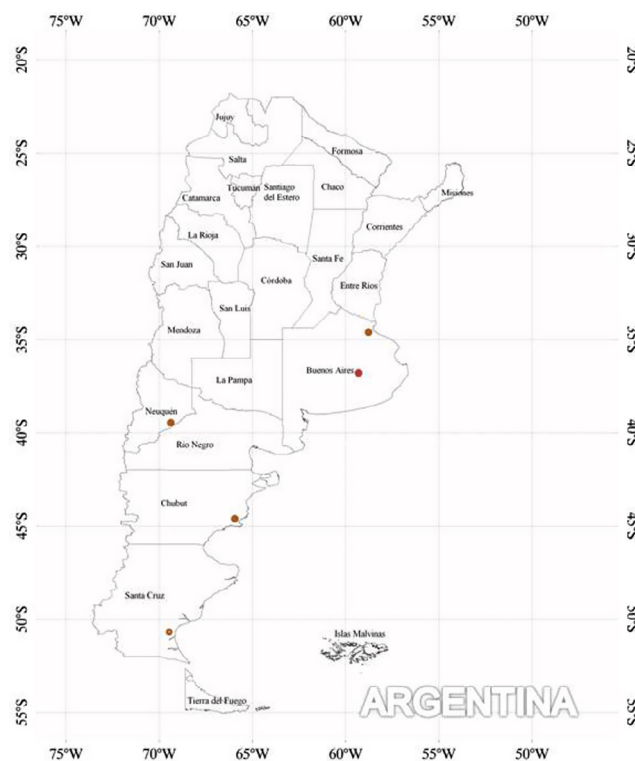 75°W 70°W 65°W 60°W 55°W 50°W
20°S 20°S
Jujuy
Formosa
25°S 25°S
Salta
Tucumán Santiago
del Estero
Chaco
Misiones
Catamarca
Corrientes
La Rioja
30°S 30°S
Santa Fe
San Juan
Córdoba
Entre Ríos
San Luis
Mendoza
35°S 35°S
Buenos Aires
La Pampa
Neuquén
40°S 40°S
Río Negro
Chubut
45°S 45°S
Santa Cruz
50°S 50°S
Islas Malvinas
Tierra del Fuego
ARGENTINA
55°S 55°S
75°W 70°W 65°W 60°W 55°W 50°W